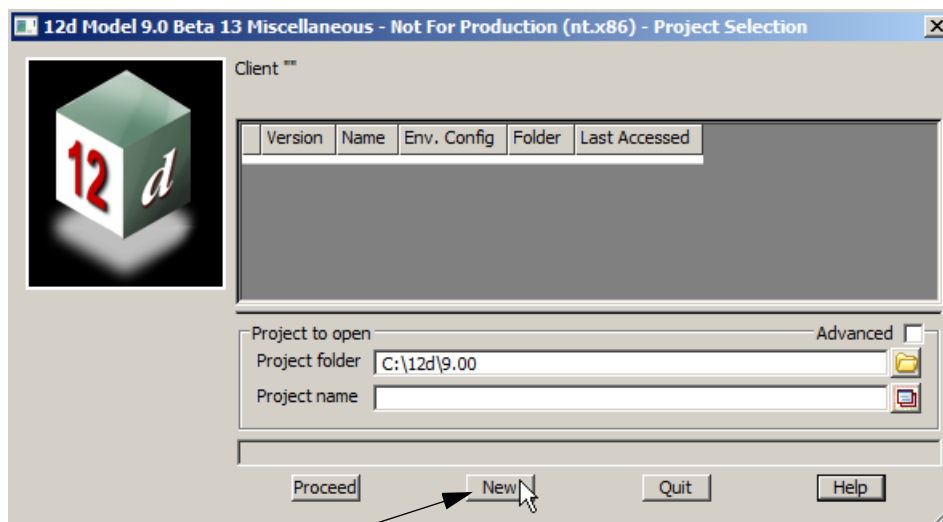 12d Model 9.0 Beta 13 Miscellaneous - Not For Production (nt.x86) - Project Selection
Client ""
12 d
Version Name Env. Config Folder Last Accessed
Project to open Advanced
Project folder C:\12d\9.00
Project name
Proceed New Quit Help